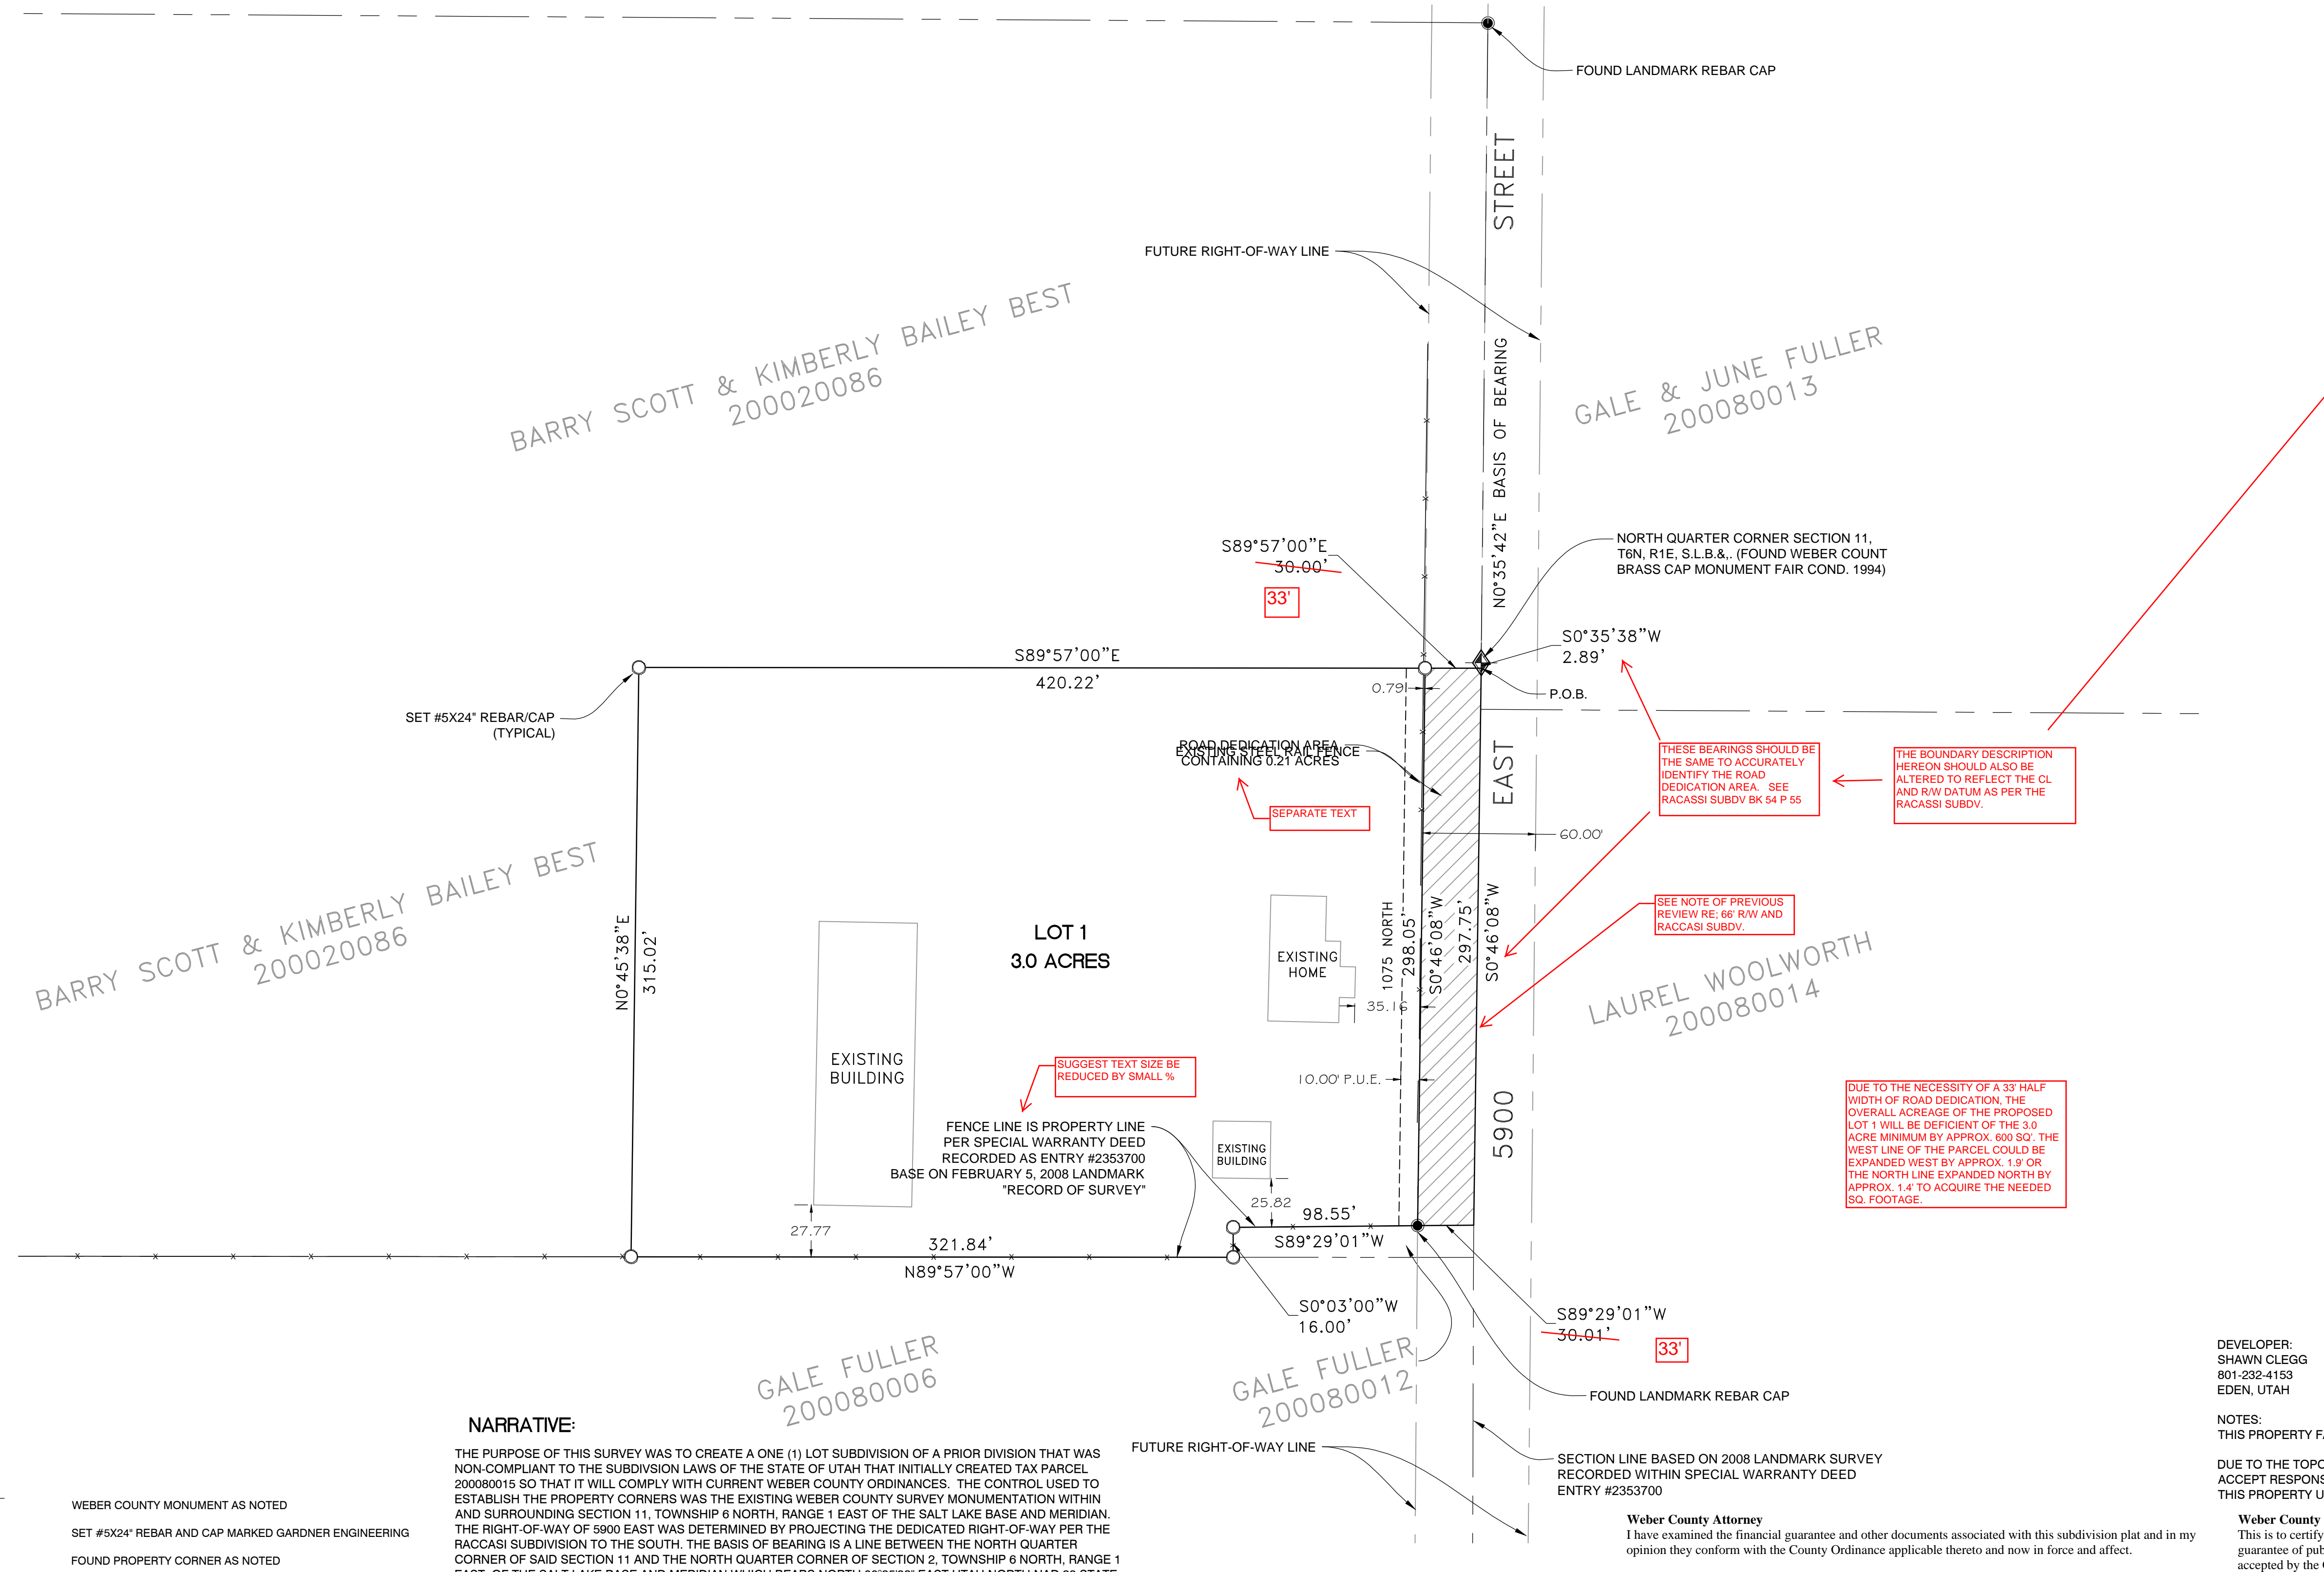 FOUND LANDMARK REBAR CAP
STREET
FUTURE RIGHT-OF-WAY LINE
BARRY SCOTT & KIMBERLY BAILEY BEST
200020086
GALE & JUNE FULLER
200080013
N0°35'42"E BASIS OF BEARING
S89°57'00"E
30.00'
33'
NORTH QUARTER CORNER SECTION 11,
T6N, R1E, S.L.B.&,. (FOUND WEBER COUNT
BRASS CAP MONUMENT FAIR COND. 1994)
S0°35'38"W
2.89'
P.O.B.
S89°57'00"E
420.22'
0.79
SET #5X24" REBAR/CAP
(TYPICAL)
ROAD DEDICATION AREA
CONTAINING 0.21 ACRES
EXISTING STEEL RAIL FENCE
SEPARATE TEXT
EAST
THESE BEARINGS SHOULD BE
THE SAME TO ACCURATELY
IDENTIFY THE ROAD
DEDICATION AREA. SEE
RACASSI SUBDV BK 54 P 55
THE BOUNDARY DESCRIPTION
HEREON SHOULD ALSO BE
ALTERED TO REFLECT THE CL
AND R/W DATUM AS PER THE
RACASSI SUBDV.
60.00'
BARRY SCOTT & KIMBERLY BAILEY BEST
200020086
N0°45'38"E
315.02'
LOT 1
3.0 ACRES
EXISTING
HOME
1075 NORTH
298.05'
S0°46'08"W
297.75'
S0°46'08"W
SEE NOTE OF PREVIOUS
REVIEW RE; 66' R/W AND
RACCASI SUBDV.
LAUREL WOOLWORTH
200080014
35.16
EXISTING
BUILDING
SUGGEST TEXT SIZE BE
REDUCED BY SMALL %
10.00' P.U.E.
5900
DUE TO THE NECESSITY OF A 33' HALF
WIDTH OF ROAD DEDICATION, THE
OVERALL ACREAGE OF THE PROPOSED
LOT 1 WILL BE DEFICIENT OF THE 3.0
ACRE MINIMUM BY APPROX. 600 SQ'. THE
WEST LINE OF THE PARCEL COULD BE
EXPANDED WEST BY APPROX. 1.9' OR
THE NORTH LINE EXPANDED NORTH BY
APPROX. 1.4' TO ACQUIRE THE NEEDED
SQ. FOOTAGE.
FENCE LINE IS PROPERTY LINE
PER SPECIAL WARRANTY DEED
RECORDED AS ENTRY #2353700
BASE ON FEBRUARY 5, 2008 LANDMARK
"RECORD OF SURVEY"
EXISTING
BUILDING
25.82
27.77
98.55'
S89°29'01"W
321.84'
N89°57'00"W
S0°03'00"W
16.00'
S89°29'01"W
30.01'
33'
GALE FULLER
200080006
GALE FULLER
200080012
FOUND LANDMARK REBAR CAP
FUTURE RIGHT-OF-WAY LINE
SECTION LINE BASED ON 2008 LANDMARK SURVEY
RECORDED WITHIN SPECIAL WARRANTY DEED
ENTRY #2353700
DEVELOPER:
SHAWN CLEGG
801-232-4153
EDEN, UTAH
NOTES:
THIS PROPERTY FA
DUE TO THE TOPO
ACCEPT RESPONS
THIS PROPERTY U
NARRATIVE:
THE PURPOSE OF THIS SURVEY WAS TO CREATE A ONE (1) LOT SUBDIVISION OF A PRIOR DIVISION THAT WAS
NON-COMPLIANT TO THE SUBDIVSION LAWS OF THE STATE OF UTAH THAT INITIALLY CREATED TAX PARCEL
200080015 SO THAT IT WILL COMPLY WITH CURRENT WEBER COUNTY ORDINANCES. THE CONTROL USED TO
ESTABLISH THE PROPERTY CORNERS WAS THE EXISTING WEBER COUNTY SURVEY MONUMENTATION WITHIN
AND SURROUNDING SECTION 11, TOWNSHIP 6 NORTH, RANGE 1 EAST OF THE SALT LAKE BASE AND MERIDIAN.
THE RIGHT-OF-WAY OF 5900 EAST WAS DETERMINED BY PROJECTING THE DEDICATED RIGHT-OF-WAY PER THE
RACCASI SUBDIVISION TO THE SOUTH. THE BASIS OF BEARING IS A LINE BETWEEN THE NORTH QUARTER
CORNER OF SAID SECTION 11 AND THE NORTH QUARTER CORNER OF SECTION 2, TOWNSHIP 6 NORTH, RANGE 1
WEBER COUNTY MONUMENT AS NOTED
SET #5X24" REBAR AND CAP MARKED GARDNER ENGINEERING
FOUND PROPERTY CORNER AS NOTED
Weber County Attorney
I have examined the financial guarantee and other documents associated with this subdivision plat and in my
opinion they conform with the County Ordinance applicable thereto and now in force and affect.
Weber County
This is to certify
guarantee of pub
accepted by the